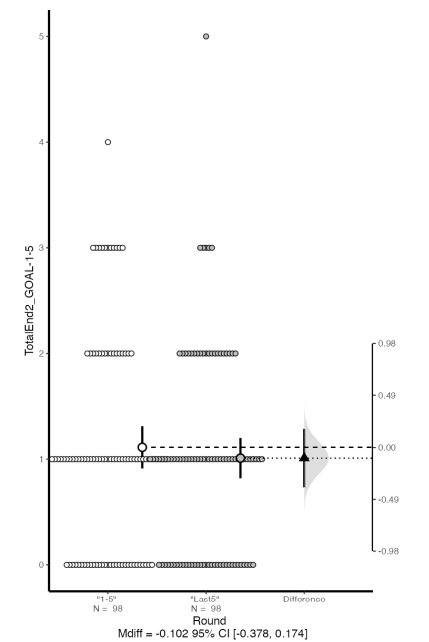 5
4
3
2
1
0
TotalEnd2_GOAL-1-5
0.98
0.49
0.00
-0.49
-0.98
"1-5"
N = 98
"Last5"
N = 98
Difference
Round
Mdiff = -0.102 95% CI [-0.378, 0.174]